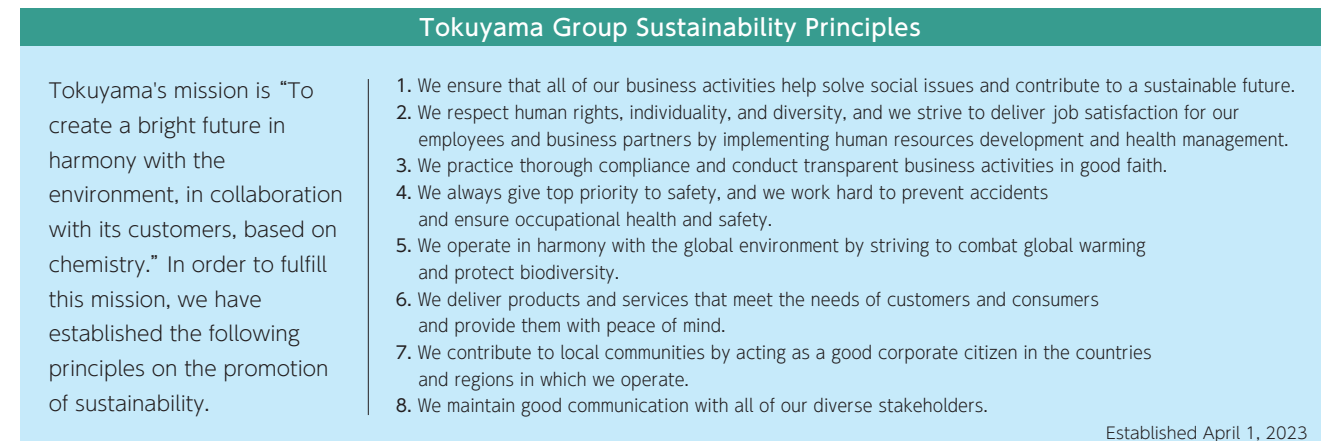 Tokuyama Group Sustainability Principles
Tokuyama's mission is “To
create a bright future in
harmony with the
environment, in collaboration
with its customers, based on
chemistry.” In order to fulfill
this mission, we have
established the following
principles on the promotion
of sustainability.
1. We ensure that all of our business activities help solve social issues and contribute to a sustainable future.
2. We respect human rights, individuality, and diversity, and we strive to deliver job satisfaction for our
employees and business partners by implementing human resources development and health management.
3. We practice thorough compliance and conduct transparent business activities in good faith.
4. We always give top priority to safety, and we work hard to prevent accidents
and ensure occupational health and safety.
5. We operate in harmony with the global environment by striving to combat global warming
and protect biodiversity.
6. We deliver products and services that meet the needs of customers and consumers
and provide them with peace of mind.
7. We contribute to local communities by acting as a good corporate citizen in the countries
and regions in which we operate.
8. We maintain good communication with all of our diverse stakeholders.
Established April 1, 2023